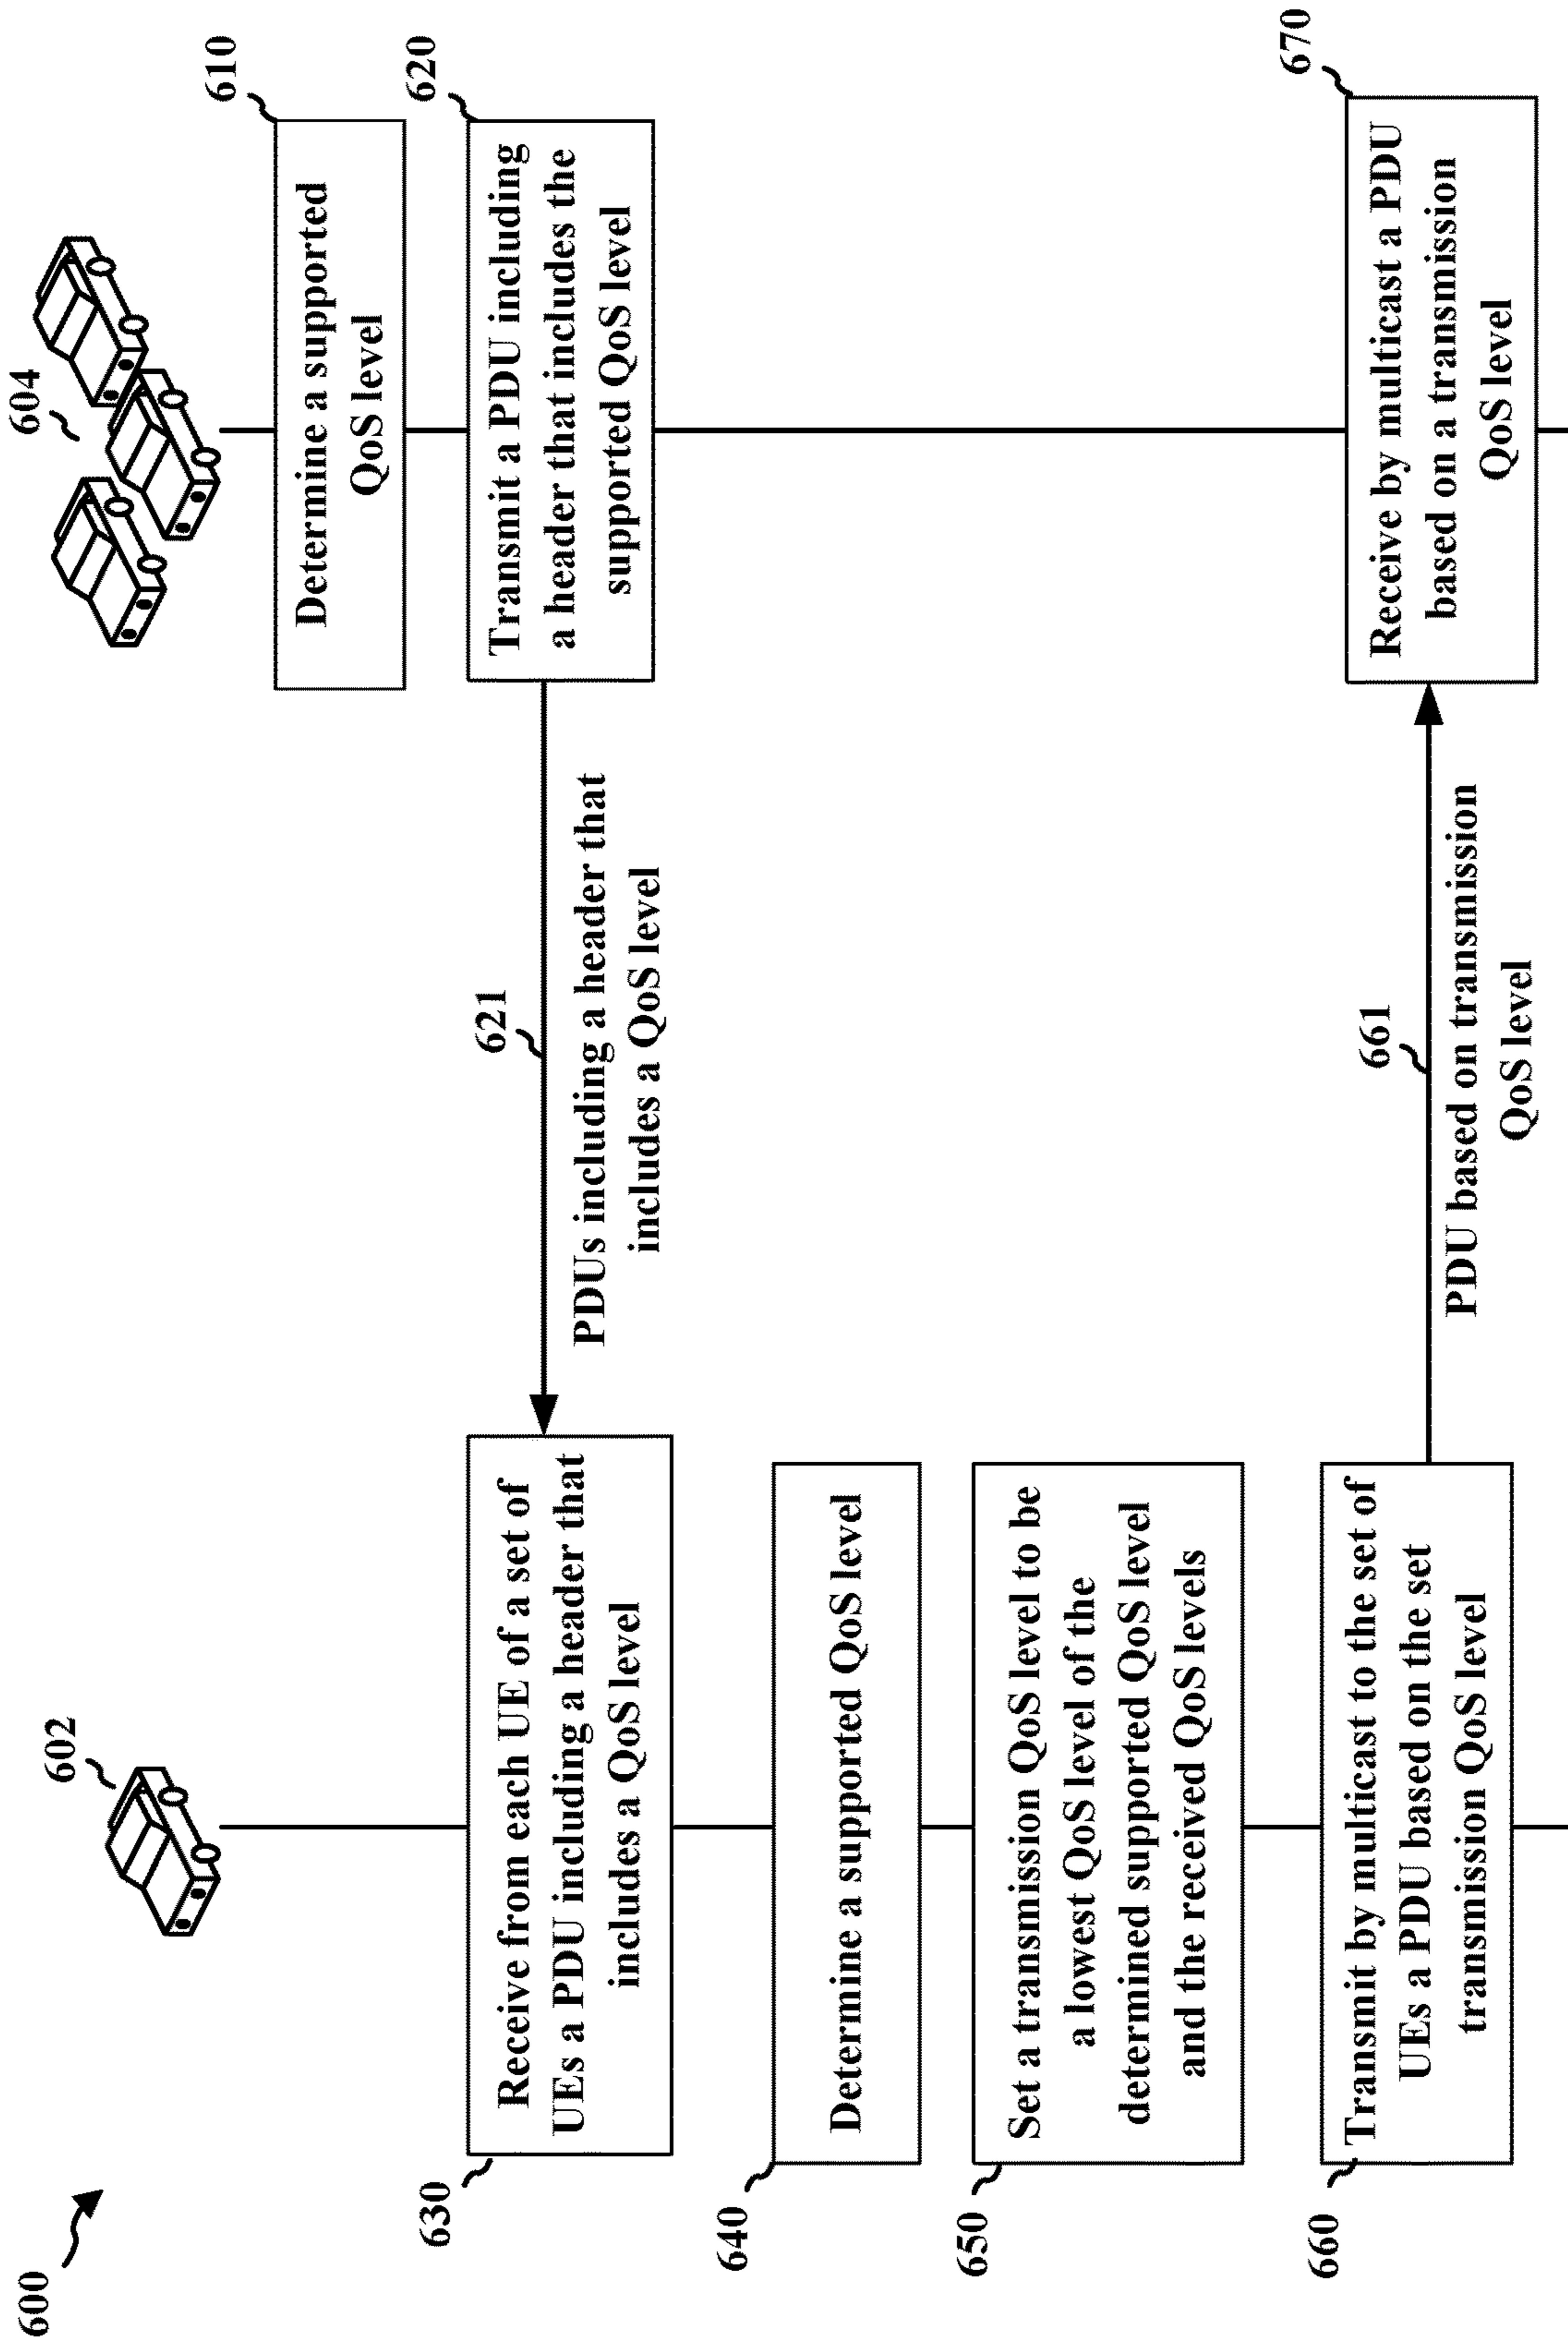 600
602
604
610
Determine a supported
QoS level
620
Transmit a PDU including
a header that includes the
supported QoS level
621
PDUs including a header that
includes a QoS level
630
Receive from each UE of a set of
UEs a PDU including a header that
includes a QoS level
640
Determine a supported QoS level
650
Set a transmission QoS level to be
a lowest QoS level of the
determined supported QoS level
and the received QoS levels
660
Transmit by multicast to the set of
UEs a PDU based on the set
transmission QoS level
661
PDU based on transmission
QoS level
670
Receive by multicast a PDU
based on a transmission
QoS level